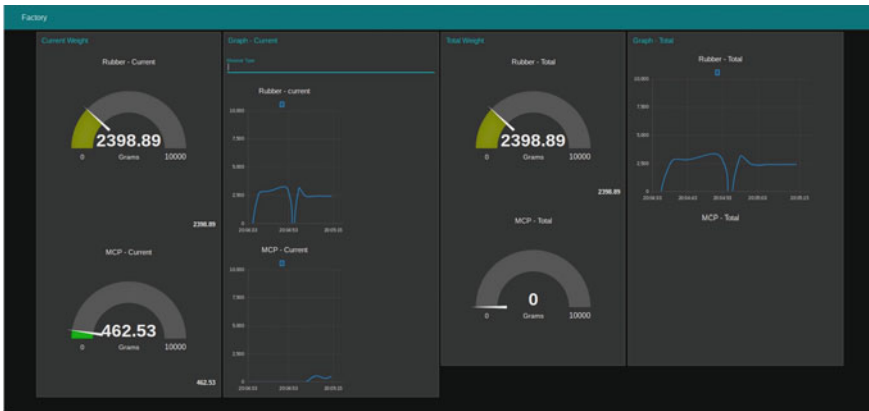 Factory
Current Weight
Rubber - Current
2398.89
0
Grams
10000
2398.89
MCP - Current
462.53
0
Grams
10000
462.53
Graph - Current
Rubber - current
10,000
7,500
5,000
2,500
0
MCP - Current
10,000
7,500
5,000
2,500
0
Total Weight
Rubber - Total
2398.89
0
Grams
10000
2398.89
MCP - Total
0
0
Grams
10000
Graph - Total
Rubber - Total
10,000
7,500
5,000
2,500
0
MCP - Total